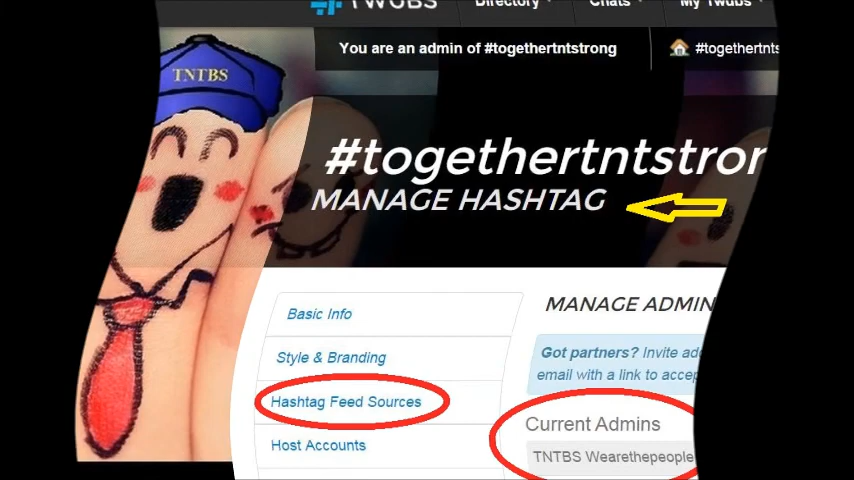 TWUBS
Directory
Chats
My Twubs
You are an admin of #togethertntstrong
#togethertnts
TNTBS
#togethertntstron
MANAGE HASHTAG
MANAGE ADMIN
Basic Info
Got partners? Invite add
Style & Branding
email with a link to accep
Hashtag Feed Sources
Current Admins
Host Accounts
TNTBS Wearethepeople